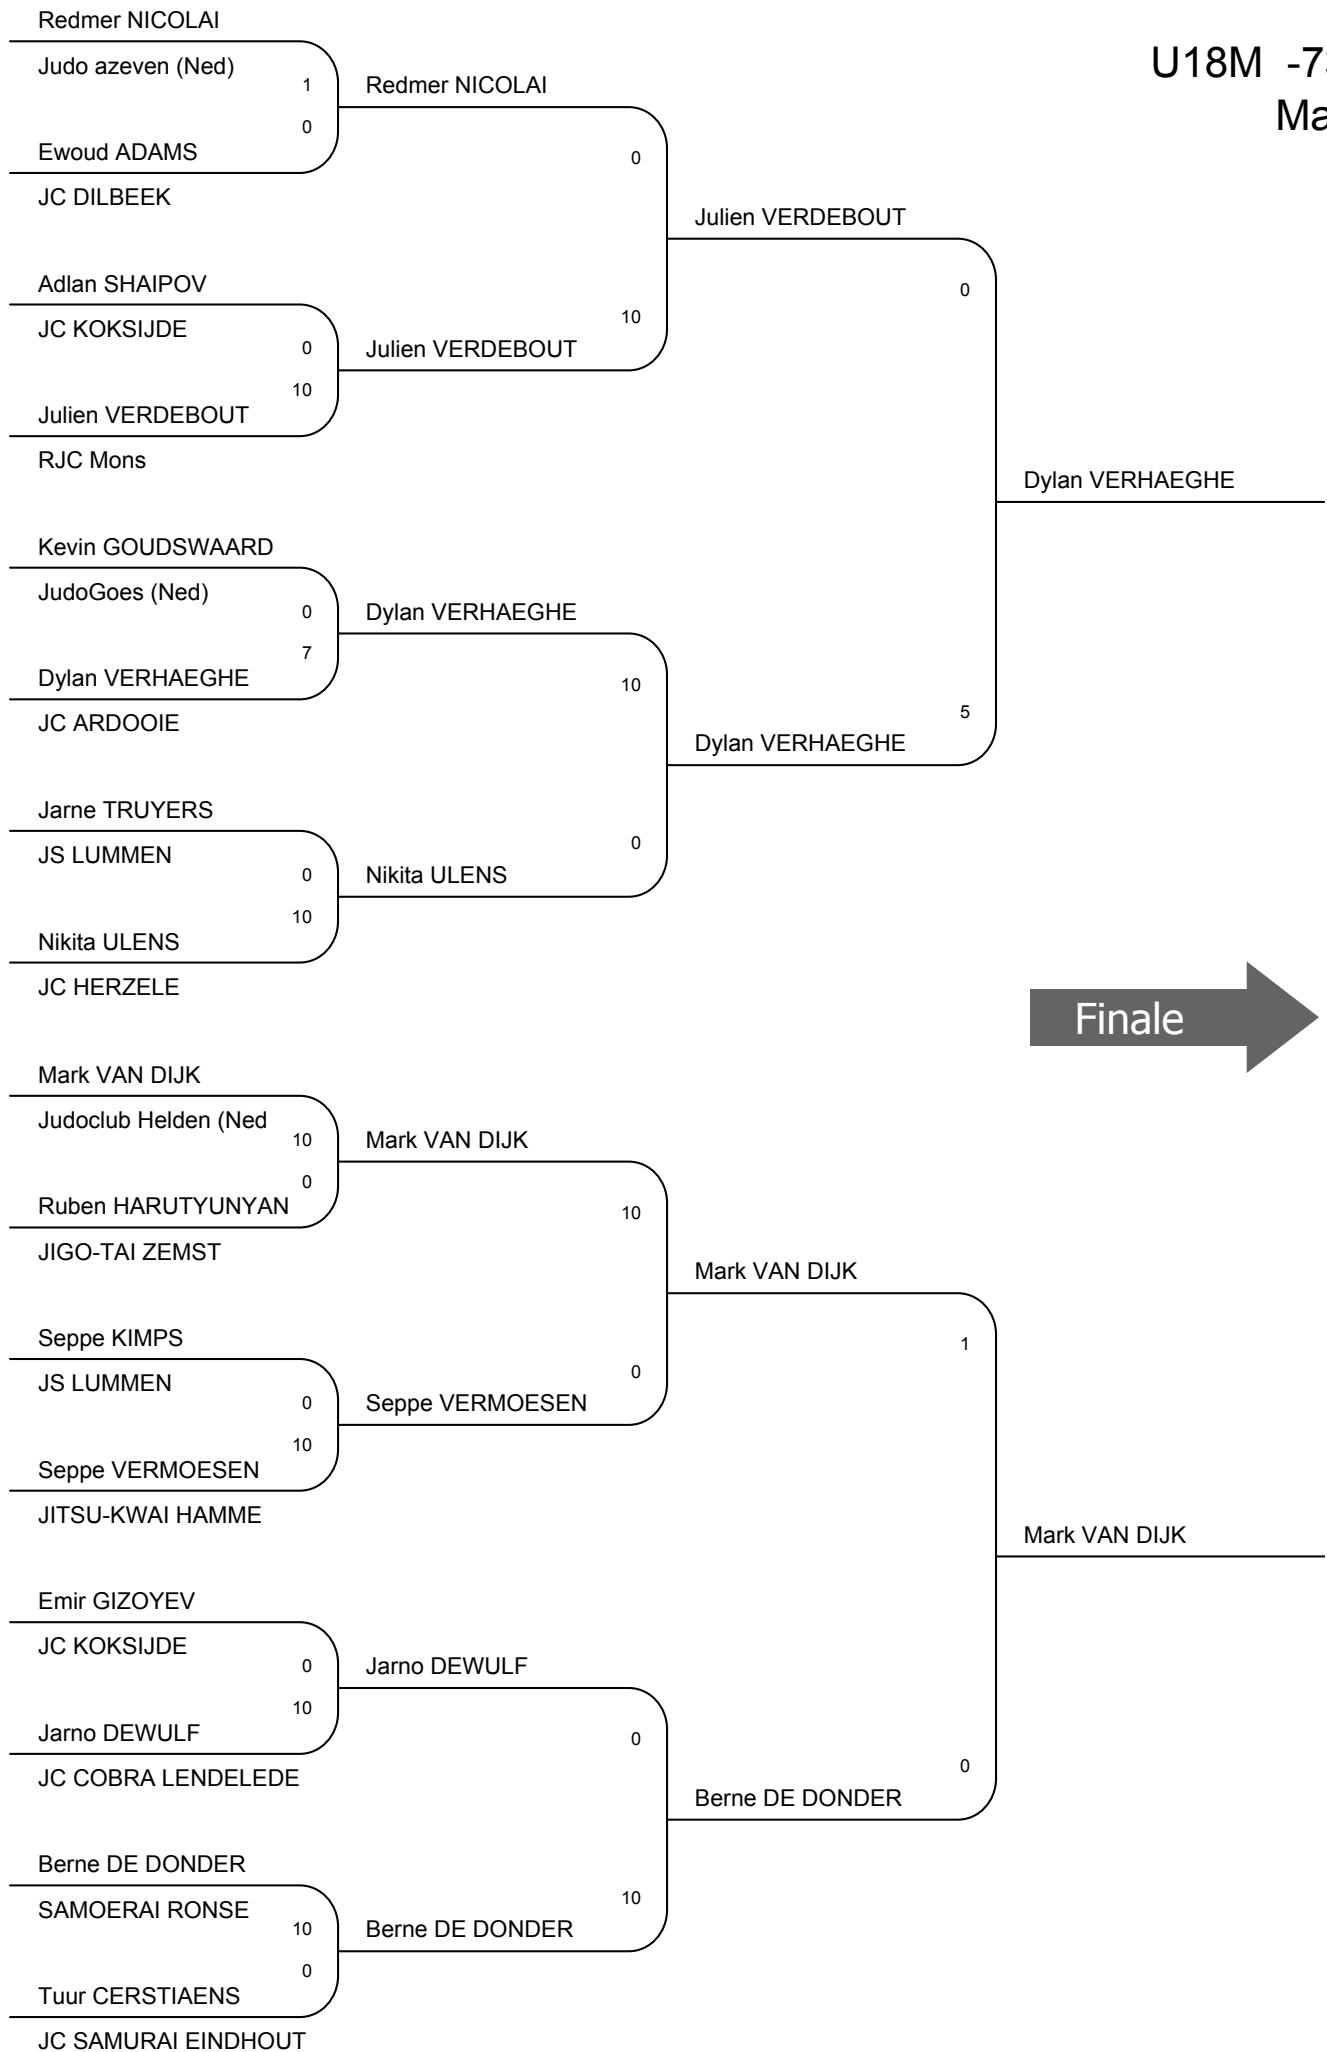 Redmer NICOLAI
Judo azeven (Ned)
1
0
Ewoud ADAMS
JC DILBEEK
Adlan SHAIPOV
JC KOKSIJDE
0
10
Julien VERDEBOUT
RJC Mons
Kevin GOUDSWAARD
JudoGoes (Ned)
0
7
Dylan VERHAEGHE
JC ARDOOIE
Jarne TRUYERS
JS LUMMEN
0
10
Nikita ULENS
JC HERZELE
Mark VAN DIJK
Judoclub Helden (Ned
10
0
Ruben HARUTYUNYAN
JIGO-TAI ZEMST
Seppe KIMPS
JS LUMMEN
0
10
Seppe VERMOESEN
JITSU-KWAI HAMME
Emir GIZOYEV
JC KOKSIJDE
0
10
Jarno DEWULF
JC COBRA LENDELEDE
Berne DE DONDER
SAMOERAI RONSE
10
0
Tuur CERSTIAENS
JC SAMURAI EINDHOUT
Redmer NICOLAI
0
10
Julien VERDEBOUT
Dylan VERHAEGHE
10
0
Nikita ULENS
Mark VAN DIJK
10
0
Seppe VERMOESEN
Jarno DEWULF
0
10
Berne DE DONDER
Julien VERDEBOUT
0
5
Dylan VERHAEGHE
Mark VAN DIJK
1
0
Berne DE DONDER
U18M -7
Ma
Dylan VERHAEGHE
Finale
Mark VAN DIJK